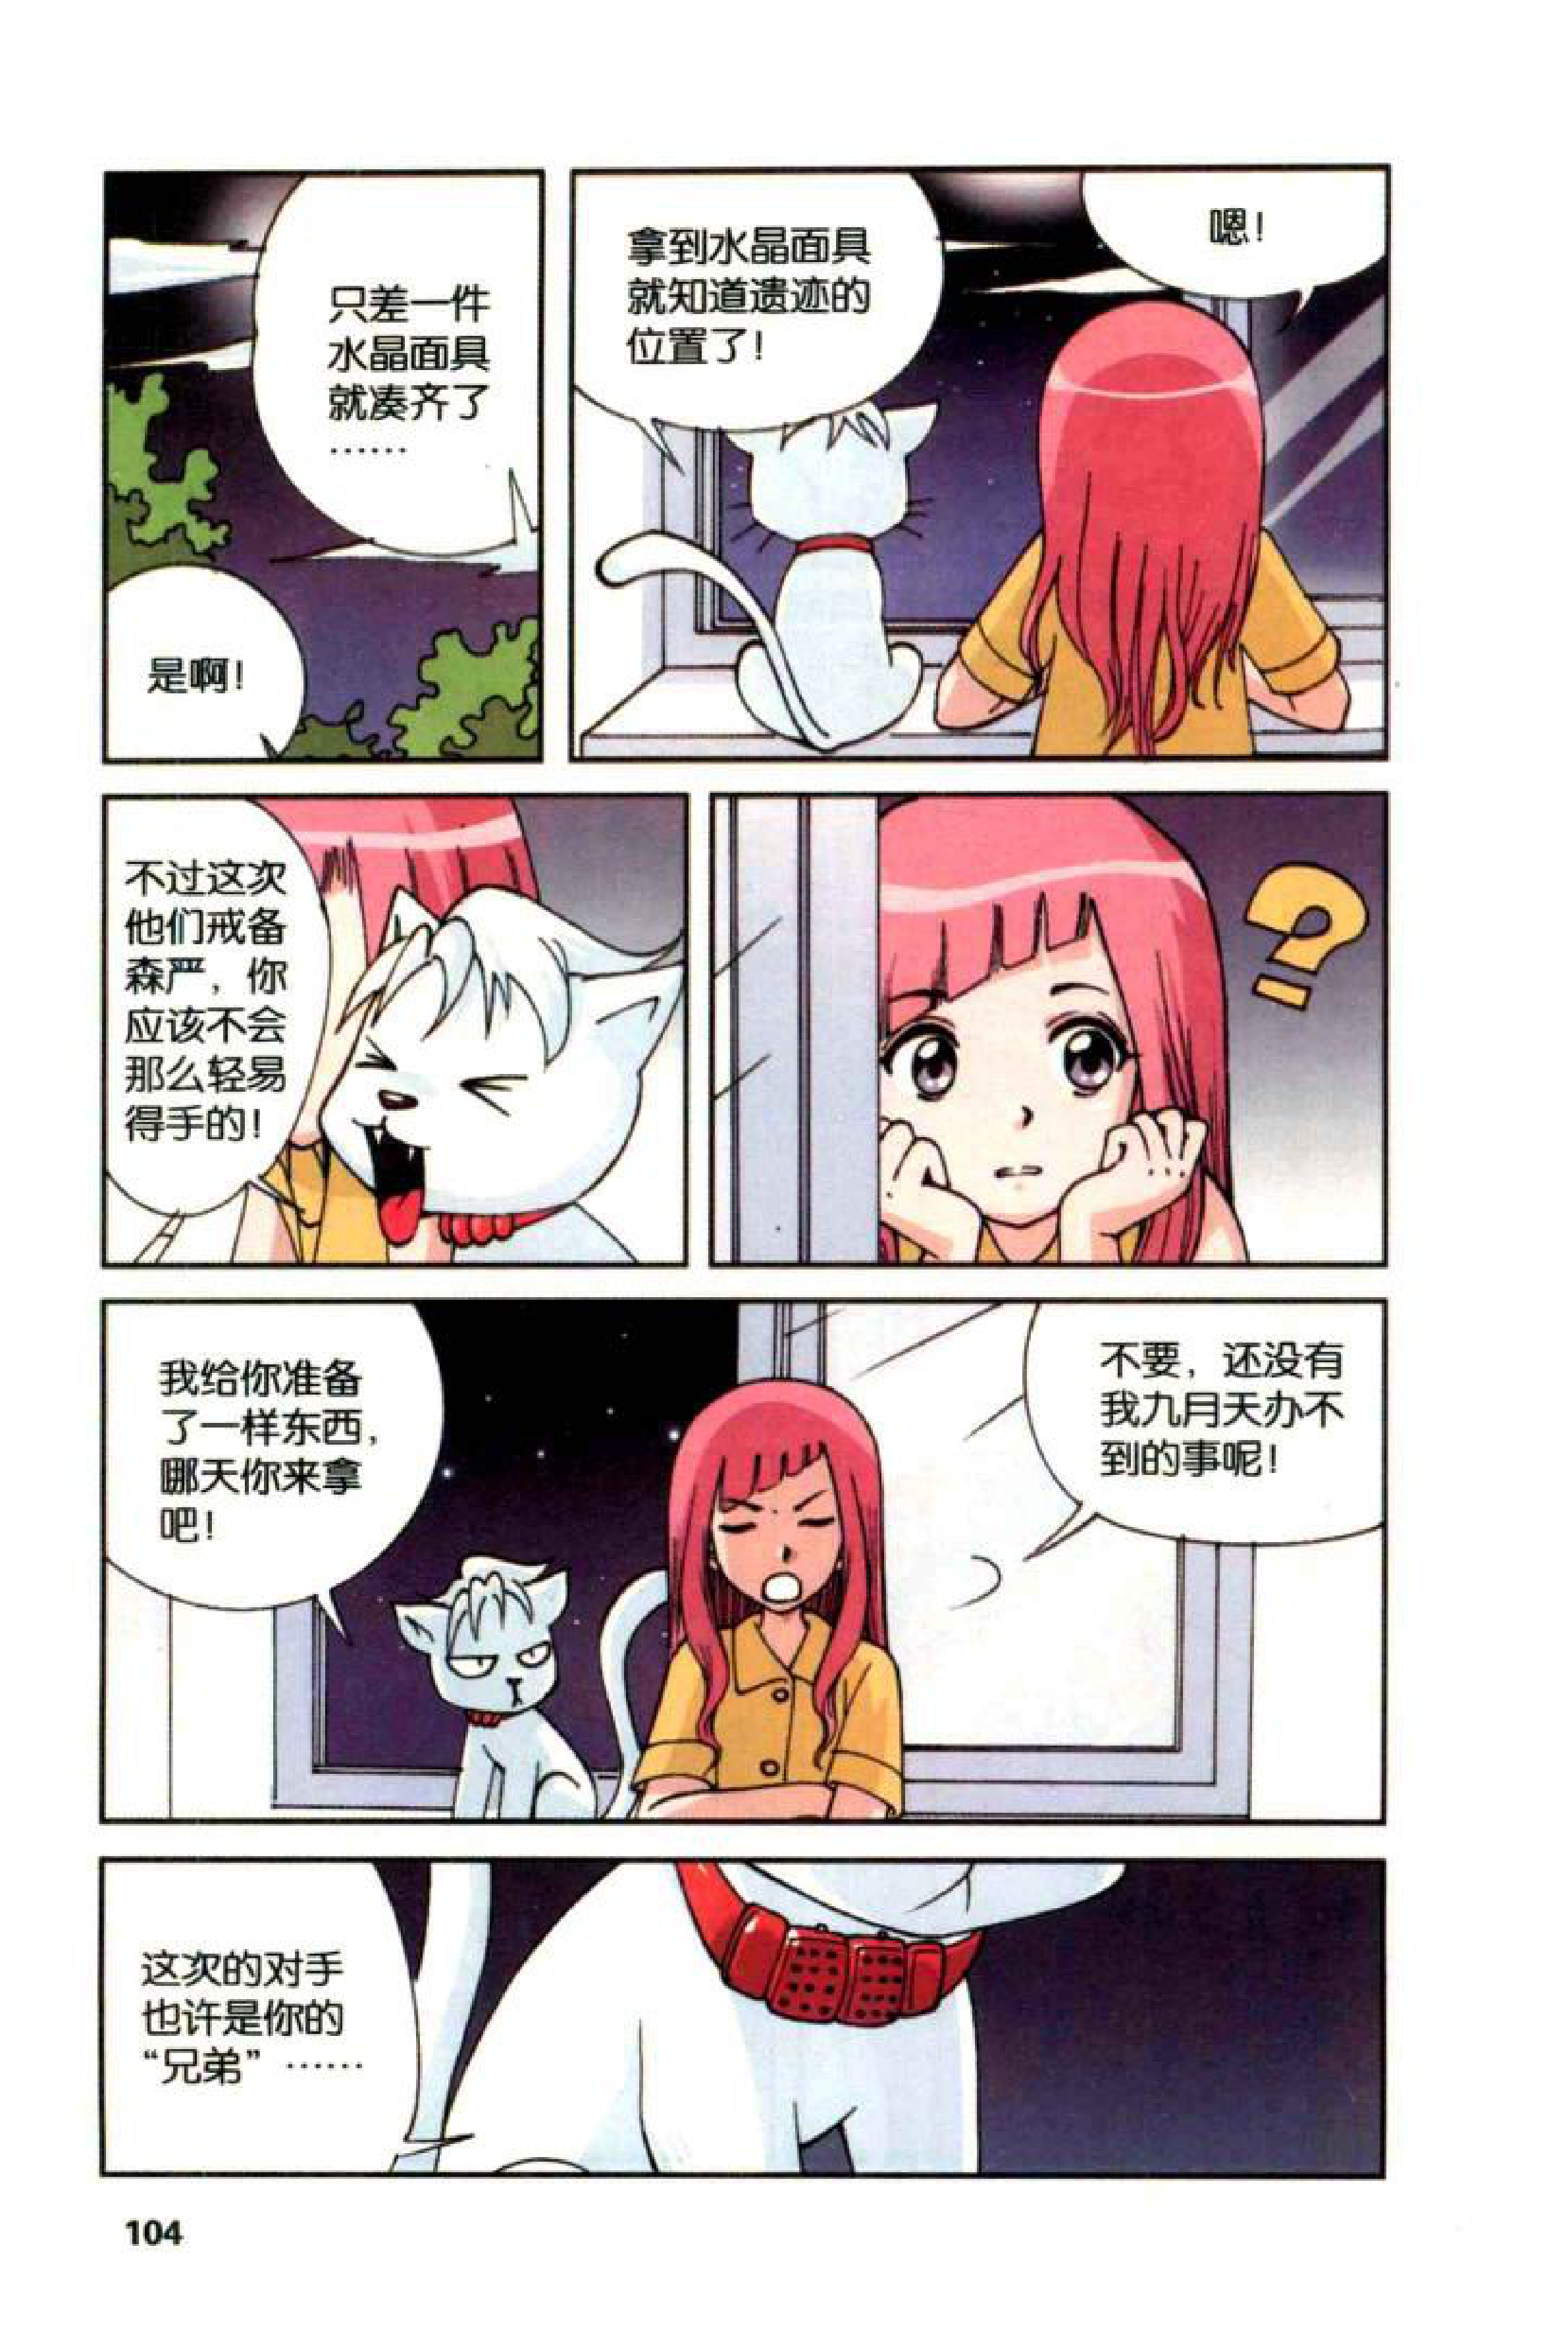 只差一件
水晶面具
就凑齐了
……
是啊！
拿到水晶面具
就知道遗迹的
位置了！
嗯！
不过这次
他们戒备
森严，你
应该不会
那么轻易
得手的！
?
我给你准备
了一样东西，
哪天你来拿
吧！
不要，还没有
我九月天办不
到的事呢！
这次的对手
也许是你的
“兄弟”……
104